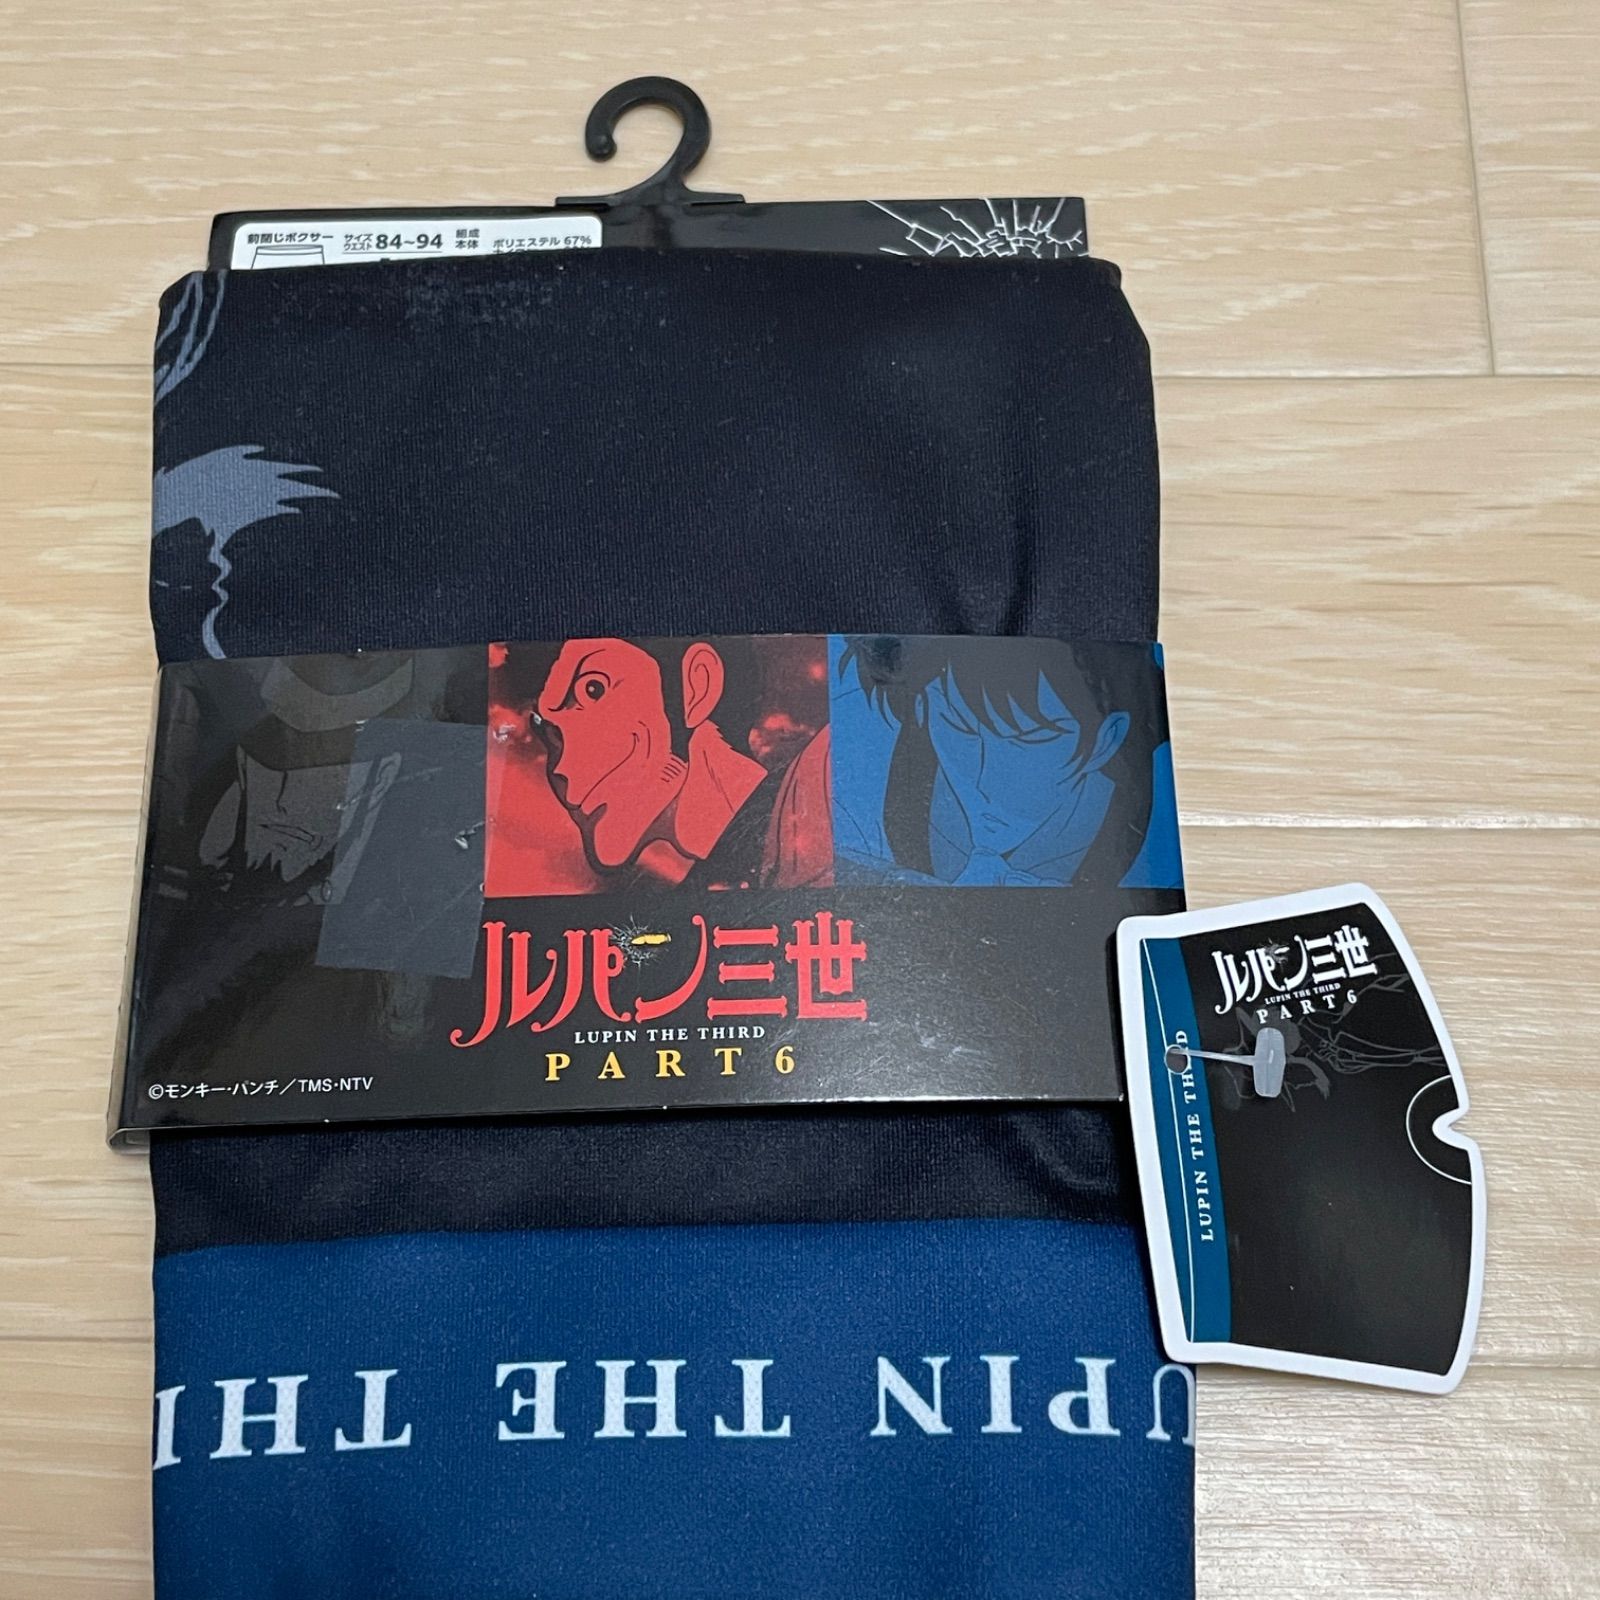 前閉じボクサー
サイズ
ウエスト 84~94
組成
本体
ポリエステル 67%
ルパン三世
LUPIN THE THIRD
PART 6
©モンキー・パンチ/TMS・NTV
ルパン三世
LUPIN THE THIRD
PART 6
LUPIN THE THIRD
LUPIN THE THI